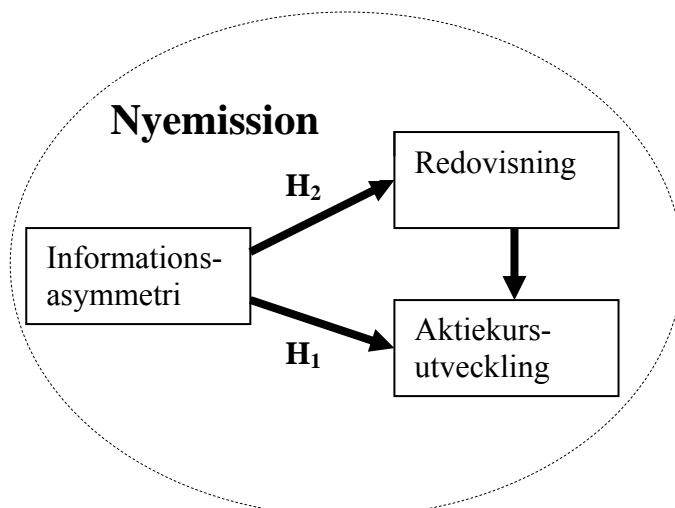 Nyemission
Redovisning
H₂
Informations-
asymmetri
Aktiekurs-
utveckling
H₁